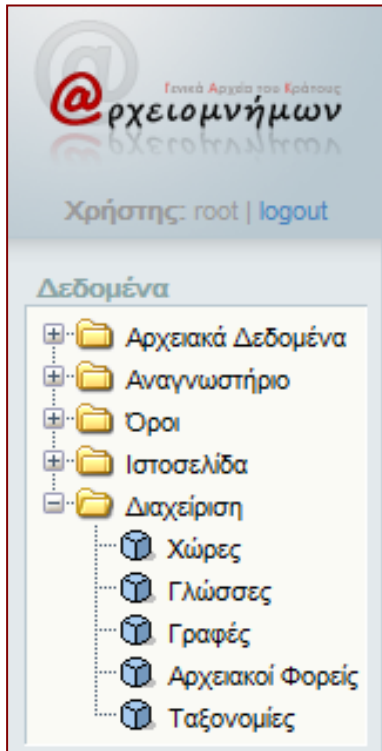 Γενικά Αρχεία του Κράτους
@ρχειομνήμων
Χρήστης: root | logout
Δεδομένα
Αρχειακά Δεδομένα
Αναγνωστήριο
Όροι
Ιστοσελίδα
Διαχείριση
Χώρες
Γλώσσες
Γραφές
Αρχειακοί Φορείς
Ταξονομίες